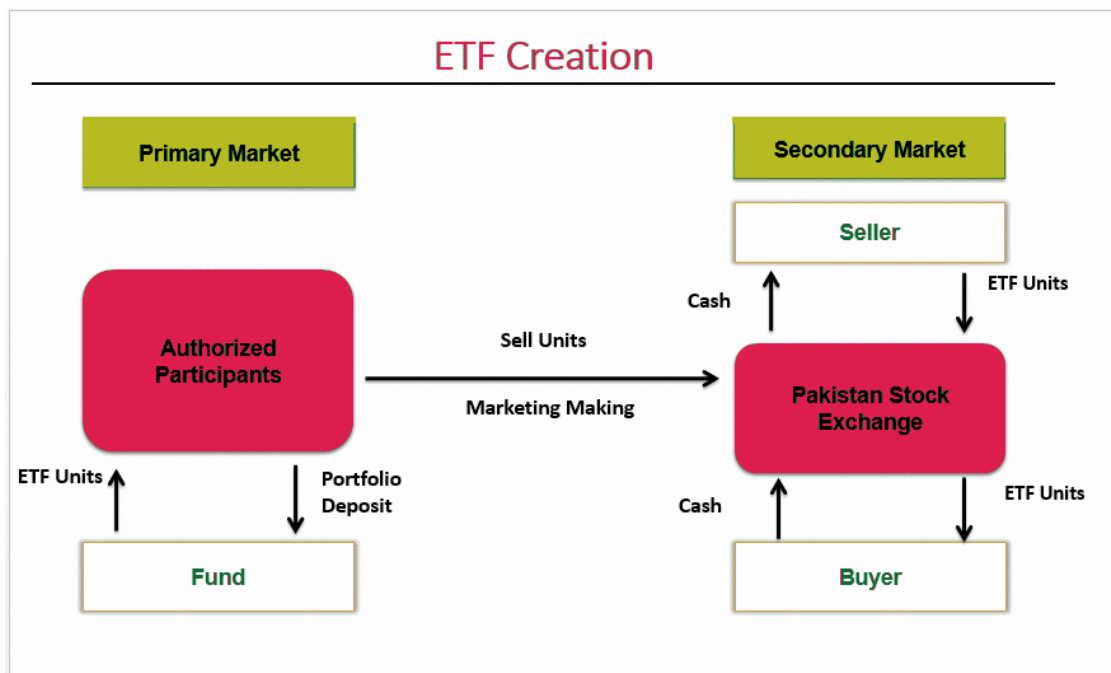 ETF Creation
Primary Market
Secondary Market
Seller
Cash
ETF Units
Authorized
Participants
Sell Units
Marketing Making
Pakistan Stock
Exchange
ETF Units
Portfolio
Deposit
Cash
ETF Units
Fund
Buyer